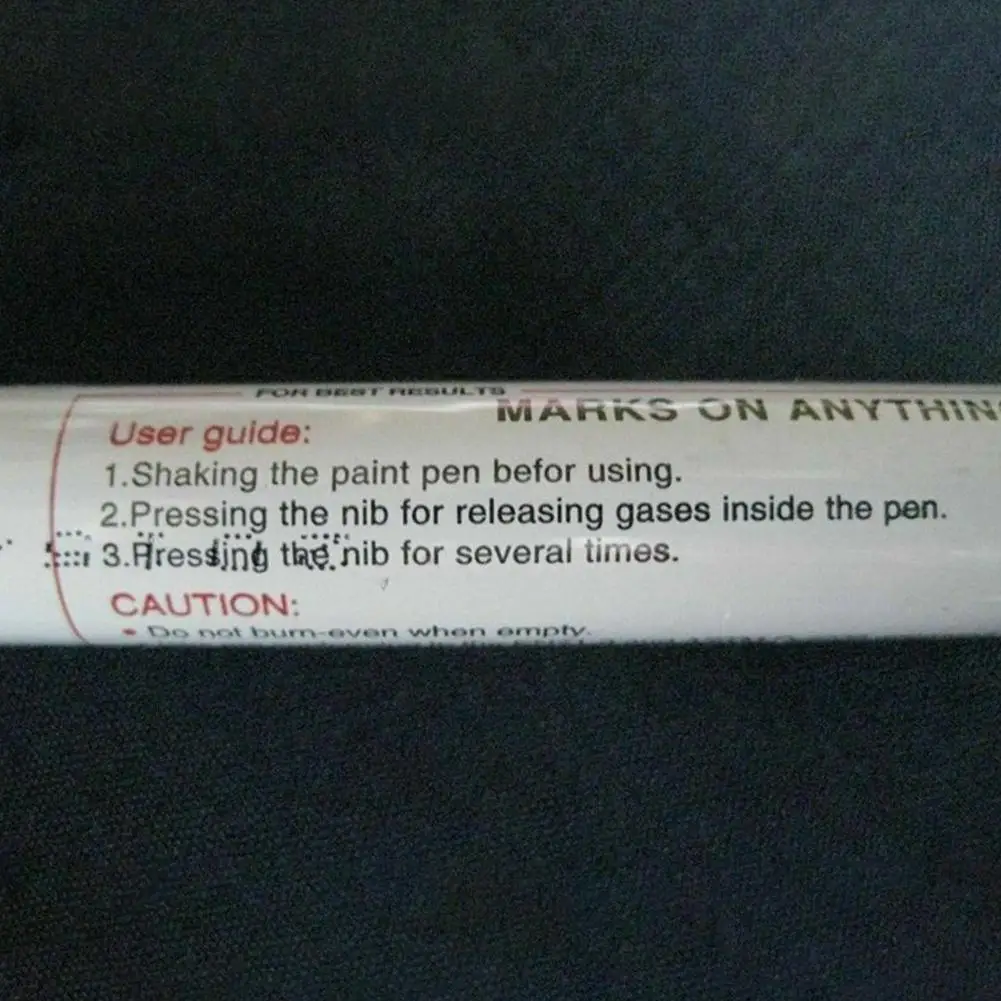 FOR BEST RESULTS
MARKS ON ANYTHIN
User guide:
1.Shaking the paint pen befor using.
2.Pressing the nib for releasing gases inside the pen.
3.Pressing the nib for several times.
CAUTION:
• Do not burn-even when empty.